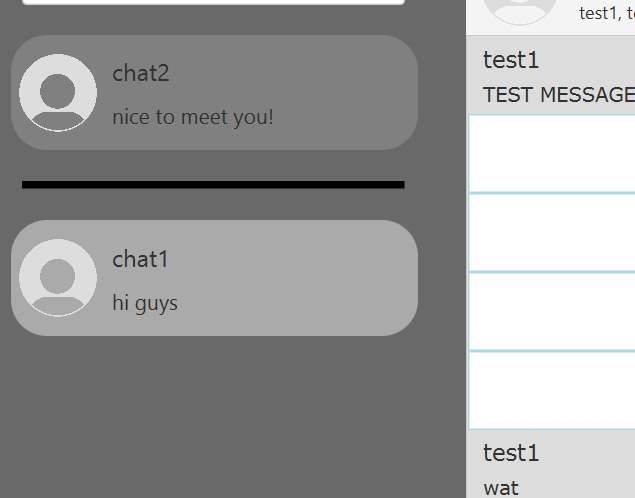 chat2
nice to meet you!
chat1
hi guys
test1,
test1
TEST MESSAGE
test1
wat